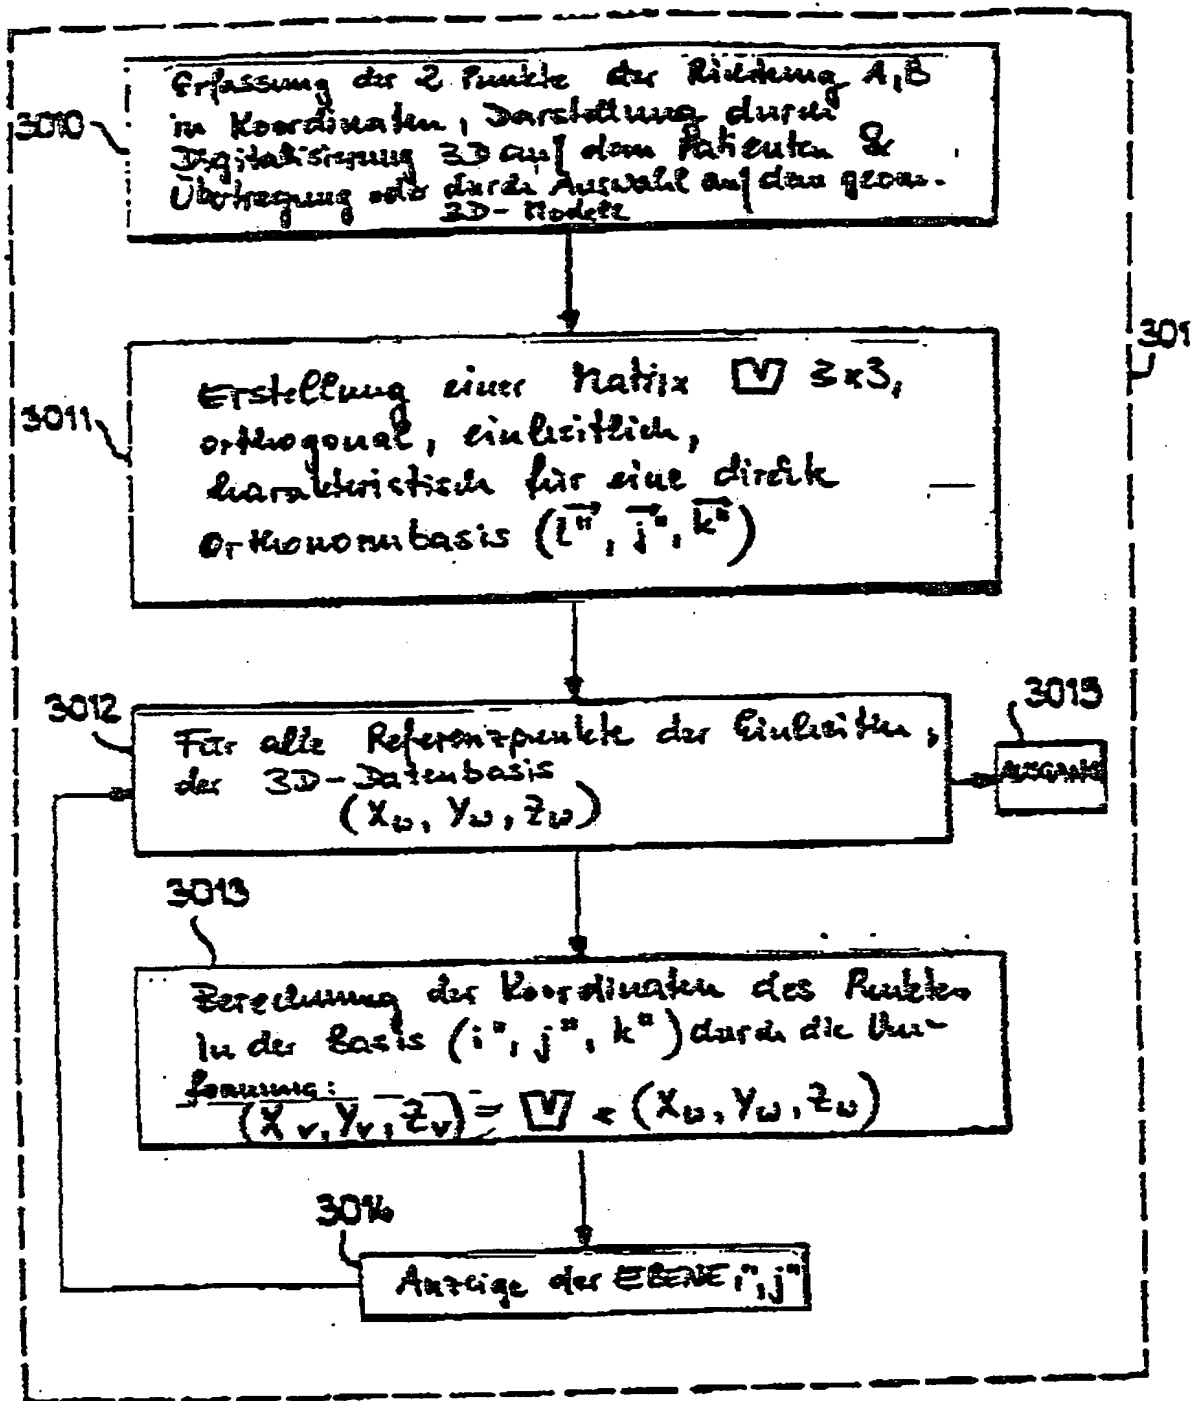 3010
Erfassung der 2 Punkte der Richtung A, B
in Koordinaten, Darstellung durch
Digitalisierung 3D auf dem Patienten &
Übertragung oder durch Auswahl auf dem geom.
3D-Modell
301
3011
Erstellung einer Matrix V 3x3,
orthogonal, einheitlich,
charakteristisch für eine direkte
Orthonormbasis (i", j", k")
3012
3015
Für alle Referenzpunkte der Einheiten,
der 3D-Datenbasis
(Xw, Yw, Zw)
AUSGANG
3013
Berechnung der Koordinaten des Punktes
In der Basis (i", j", k") durch die Um-
formung:
(Xv, Yv, Zv) = V * (Xw, Yw, Zw)
3014
Anzeige der EBENE i", j"